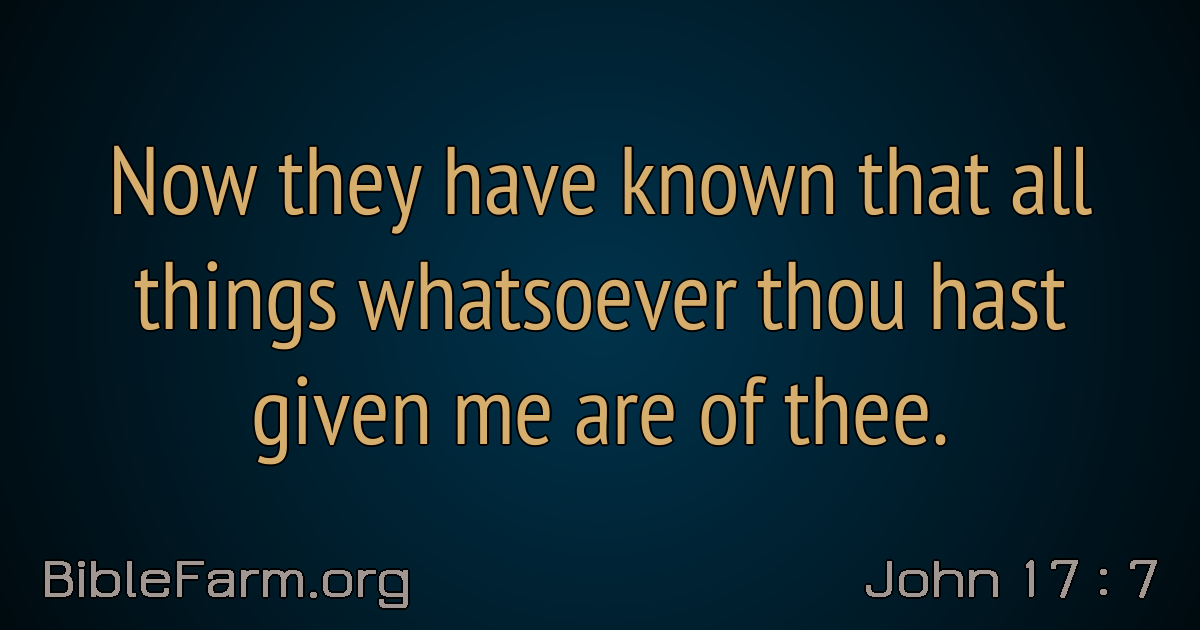 Now they have known that all
things whatsoever thou hast
given me are of thee.
BibleFarm.org
John 17 : 7